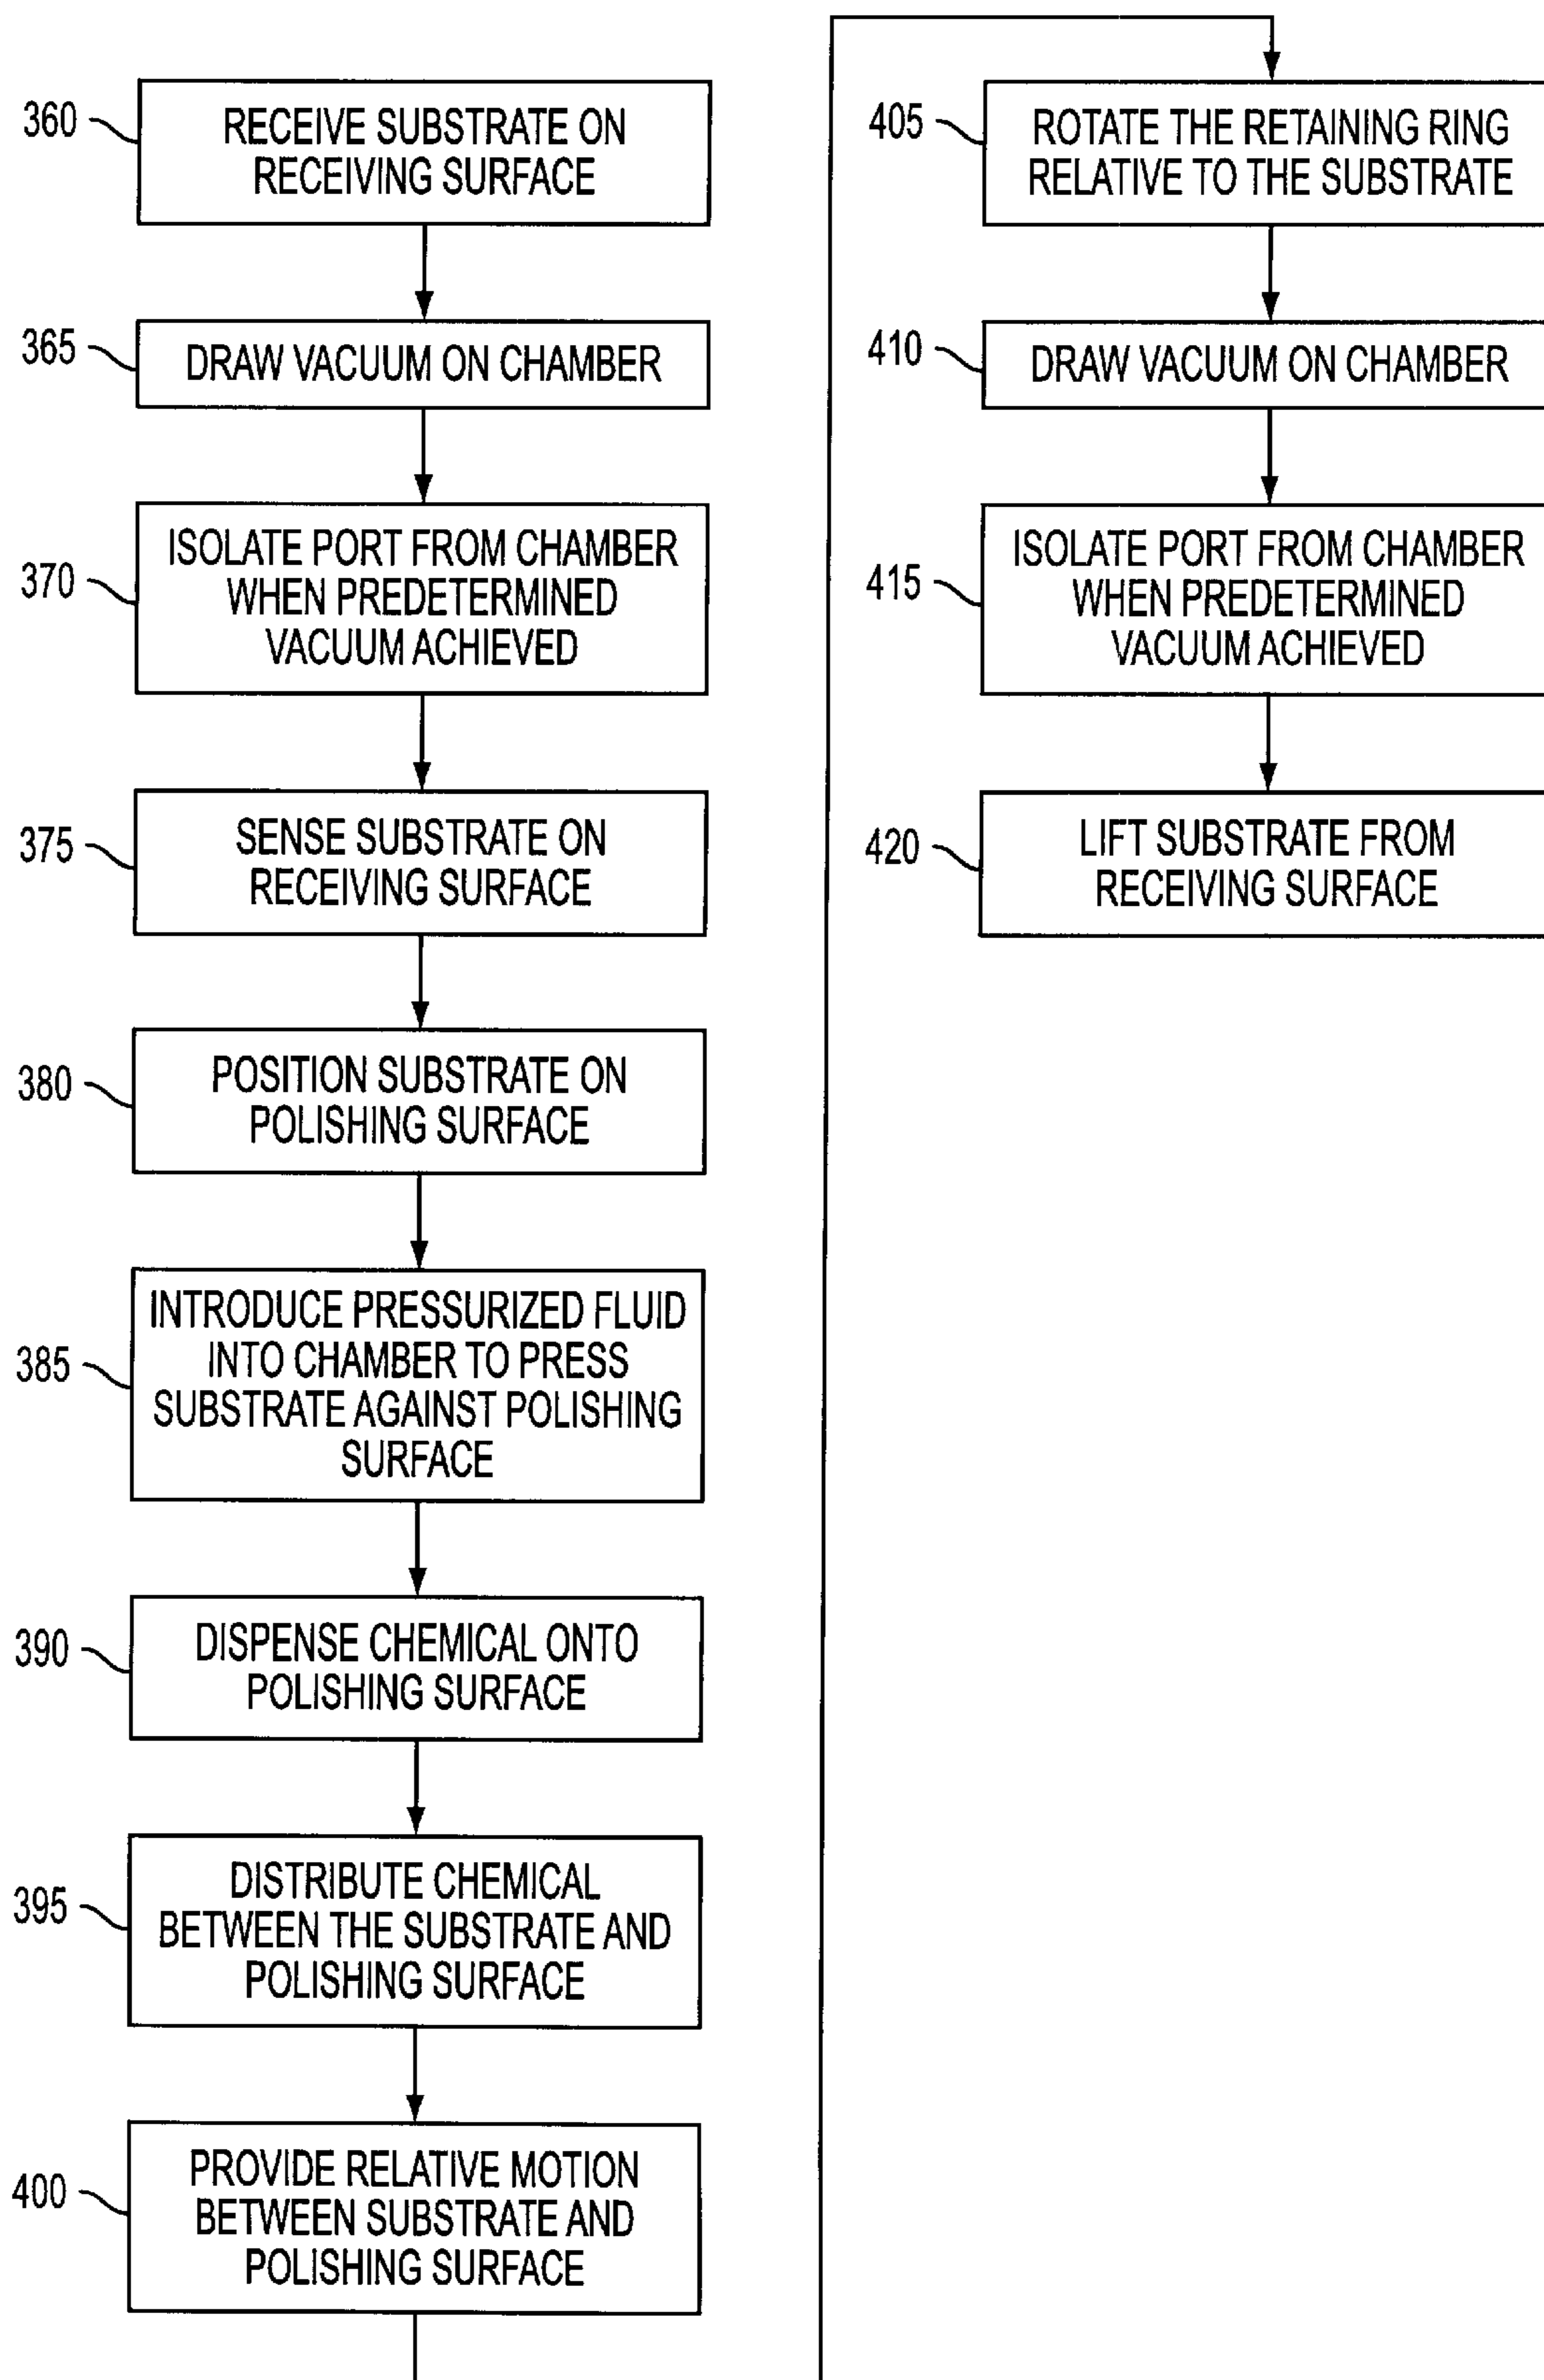 360
RECEIVE SUBSTRATE ON
RECEIVING SURFACE
365
DRAW VACUUM ON CHAMBER
370
ISOLATE PORT FROM CHAMBER
WHEN PREDETERMINED
VACUUM ACHIEVED
375
SENSE SUBSTRATE ON
RECEIVING SURFACE
380
POSITION SUBSTRATE ON
POLISHING SURFACE
385
INTRODUCE PRESSURIZED FLUID
INTO CHAMBER TO PRESS
SUBSTRATE AGAINST POLISHING
SURFACE
390
DISPENSE CHEMICAL ONTO
POLISHING SURFACE
395
DISTRIBUTE CHEMICAL
BETWEEN THE SUBSTRATE AND
POLISHING SURFACE
400
PROVIDE RELATIVE MOTION
BETWEEN SUBSTRATE AND
POLISHING SURFACE
405
ROTATE THE RETAINING RING
RELATIVE TO THE SUBSTRATE
410
DRAW VACUUM ON CHAMBER
415
ISOLATE PORT FROM CHAMBER
WHEN PREDETERMINED
VACUUM ACHIEVED
420
LIFT SUBSTRATE FROM
RECEIVING SURFACE